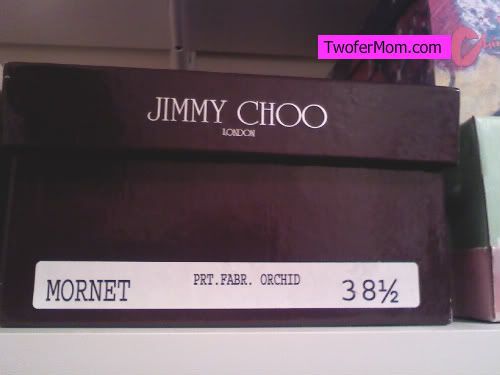 TwoferMom.com
JIMMY CHOO
LONDON
MORNET PRT.FABR. ORCHID 38½